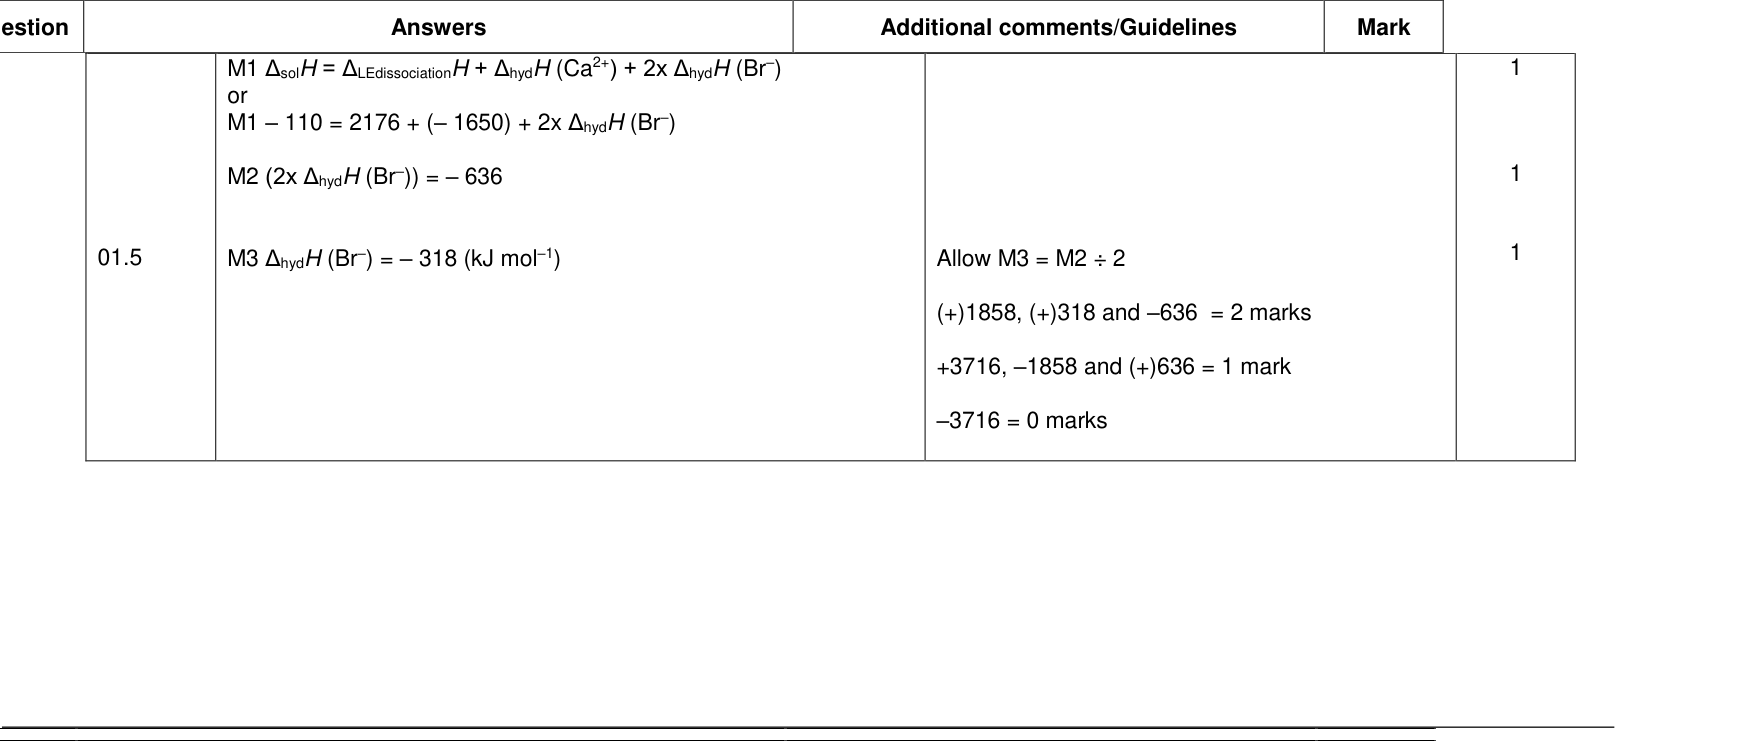 estion Answers Additional comments/Guidelines Mark
M1 ΔsolH = ΔLEdissociationH + ΔhydH (Ca²⁺) + 2x ΔhydH (Br⁻) 1
or
M1 – 110 = 2176 + (– 1650) + 2x ΔhydH (Br⁻)
M2 (2x ΔhydH (Br⁻)) = – 636 1
01.5 M3 ΔhydH (Br⁻) = – 318 (kJ mol⁻¹) Allow M3 = M2 ÷ 2 1
(+)1858, (+)318 and –636 = 2 marks
+3716, –1858 and (+)636 = 1 mark
–3716 = 0 marks